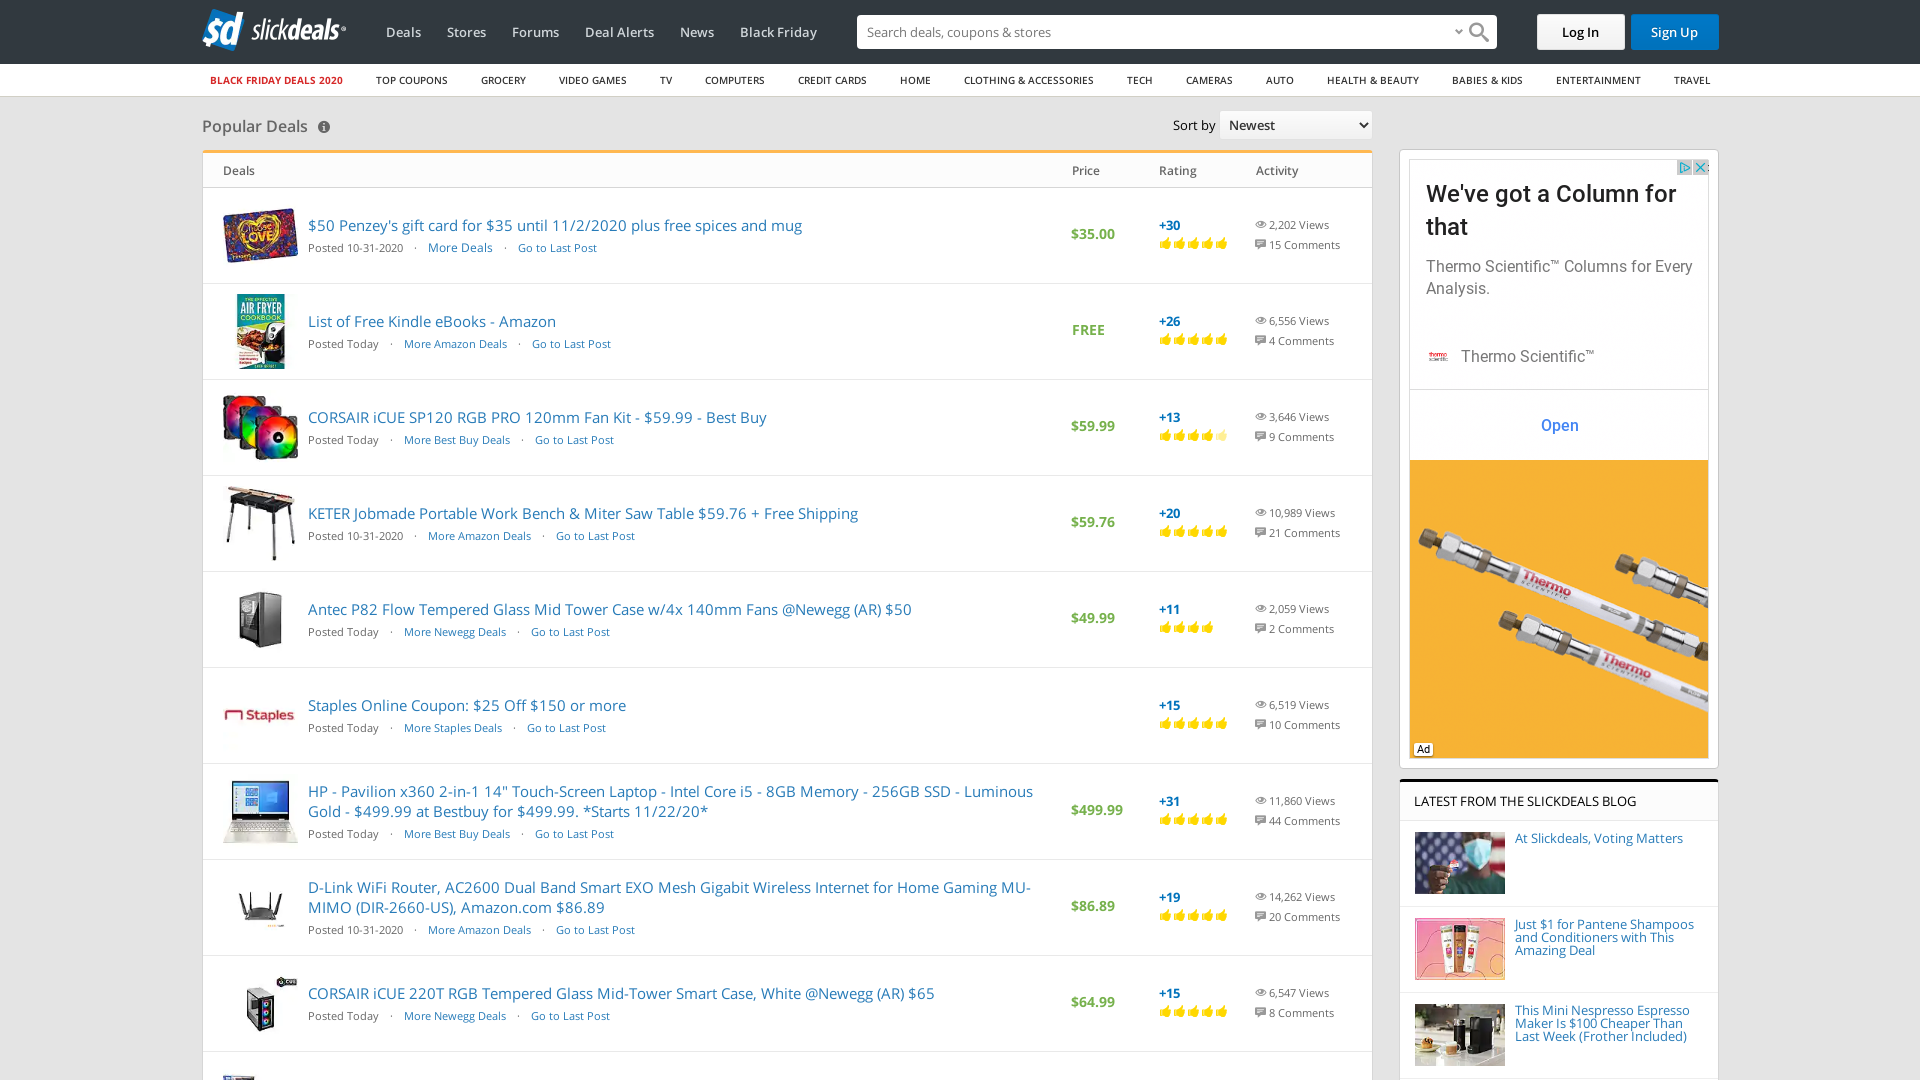 slickdeals
Deals
Stores
Forums
Deal Alerts
News
Black Friday
Search deals, coupons & stores
Log In
Sign Up
BLACK FRIDAY DEALS 2020
TOP COUPONS
GROCERY
VIDEO GAMES
TV
COMPUTERS
CREDIT CARDS
HOME
CLOTHING & ACCESSORIES
TECH
CAMERAS
AUTO
HEALTH & BEAUTY
BABIES & KIDS
ENTERTAINMENT
TRAVEL
Popular Deals
Sort by Newest
Deals
Price
Rating
Activity
$50 Penzey's gift card for $35 until 11/2/2020 plus free spices and mug
Posted 10-31-2020 · More Deals · Go to Last Post
$35.00
+30
2,202 Views
15 Comments
AIR FRYER
COOKBOOK
List of Free Kindle eBooks - Amazon
Posted Today · More Amazon Deals · Go to Last Post
FREE
+26
6,556 Views
4 Comments
CORSAIR iCUE SP120 RGB PRO 120mm Fan Kit - $59.99 - Best Buy
Posted Today · More Best Buy Deals · Go to Last Post
$59.99
+13
3,646 Views
9 Comments
KETER Jobmade Portable Work Bench & Miter Saw Table $59.76 + Free Shipping
Posted 10-31-2020 · More Amazon Deals · Go to Last Post
$59.76
+20
10,989 Views
21 Comments
Antec P82 Flow Tempered Glass Mid Tower Case w/4x 140mm Fans @Newegg (AR) $50
Posted Today · More Newegg Deals · Go to Last Post
$49.99
+11
2,059 Views
2 Comments
Staples
Staples Online Coupon: $25 Off $150 or more
Posted Today · More Staples Deals · Go to Last Post
+15
6,519 Views
10 Comments
HP - Pavilion x360 2-in-1 14" Touch-Screen Laptop - Intel Core i5 - 8GB Memory - 256GB SSD - Luminous
Gold - $499.99 at Bestbuy for $499.99. *Starts 11/22/20*
Posted Today · More Best Buy Deals · Go to Last Post
$499.99
+31
11,860 Views
44 Comments
D-Link WiFi Router, AC2600 Dual Band Smart EXO Mesh Gigabit Wireless Internet for Home Gaming MU-
MIMO (DIR-2660-US), Amazon.com $86.89
Posted 10-31-2020 · More Amazon Deals · Go to Last Post
$86.89
+19
14,262 Views
20 Comments
CORSAIR iCUE 220T RGB Tempered Glass Mid-Tower Smart Case, White @Newegg (AR) $65
Posted Today · More Newegg Deals · Go to Last Post
$64.99
+15
6,547 Views
8 Comments
We've got a Column for
that
Thermo Scientific™ Columns for Every
Analysis.
thermo
scientific
Thermo Scientific™
Open
Thermo
Thermo
Ad
LATEST FROM THE SLICKDEALS BLOG
At Slickdeals, Voting Matters
Just $1 for Pantene Shampoos
and Conditioners with This
Amazing Deal
This Mini Nespresso Espresso
Maker Is $100 Cheaper Than
Last Week (Frother Included)